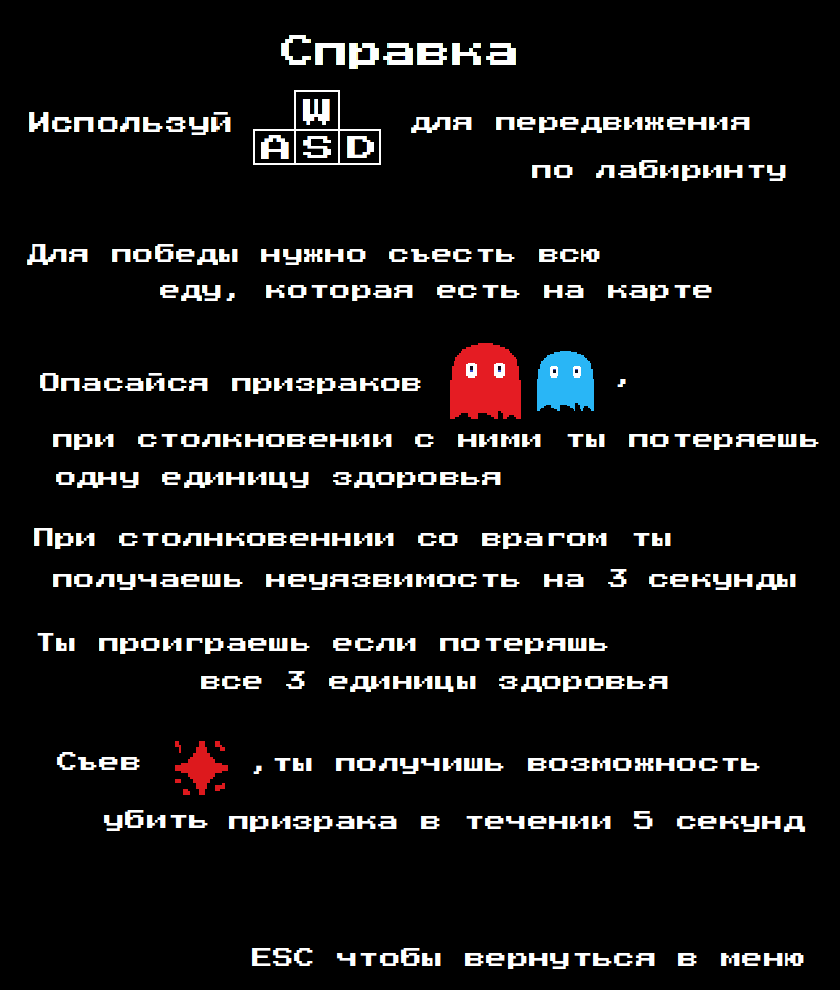 Справка
Используй W для передвижения
A S D
по лабиринту
Для победы нужно съесть всю
еду, которая есть на карте
Опасайся призраков ,
при столкновении с ними ты потеряешь
одну единицу здоровья
При столнковеннии со врагом ты
получаешь неуязвимость на 3 секунды
Ты проиграешь если потеряшь
все 3 единицы здоровья
Съев ,ты получишь возможность
убить призрака в течении 5 секунд
ESC чтобы вернуться в меню